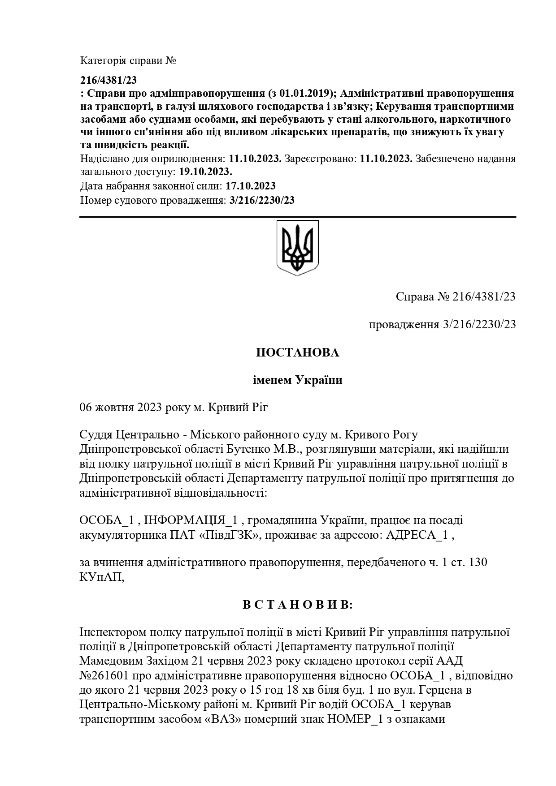 Категорія справи №
216/4381/23
: Справи про адмінправопорушення (з 01.01.2019); Адміністративні правопорушення
на транспорті, в галузі шляхового господарства і зв'язку; Керування транспортними
засобами або суднами особами, які перебувають у стані алкогольного, наркотичного
чи іншого сп'яніння або під впливом лікарських препаратів, що знижують їх увагу
та швидкість реакції.
Надіслано для оприлюднення: 11.10.2023. Зареєстровано: 11.10.2023. Забезпечено надання
загального доступу: 19.10.2023.
Дата набрання законної сили: 17.10.2023
Номер судового провадження: 3/216/2230/23
Справа № 216/4381/23
провадження 3/216/2230/23
ПОСТАНОВА
іменем України
06 жовтня 2023 року м. Кривий Ріг
Суддя Центрально - Міського районного суду м. Кривого Рогу
Дніпропетровської області Бутенко М.В., розглянувши матеріали, які надійшли
від полку патрульної поліції в місті Кривий Ріг управління патрульної поліції в
Дніпропетровській області Департаменту патрульної поліції про притягнення до
адміністративної відповідальності:
ОСОБА_1 , ІНФОРМАЦІЯ_1 , громадянина України, працює на посаді
акумуляторника ПАТ «ПівдГЗК», проживає за адресою: АДРЕСА_1 ,
за вчинення адміністративного правопорушення, передбаченого ч. 1 ст. 130
КУпАП,
В С Т А Н О В И В:
Інспектором полку патрульної поліції в місті Кривий Ріг управління патрульної
поліції в Дніпропетровській області Департаменту патрульної поліції
Мамедовим Західом 21 червня 2023 року складено протокол серії ААД
№261601 про адміністративне правопорушення відносно ОСОБА_1 , відповідно
до якого 21 червня 2023 року о 15 год 18 хв біля буд. 1 по вул. Герцена в
Центрально-Міському районі м. Кривий Ріг водій ОСОБА_1 керував
транспортним засобом «ВАЗ» номерний знак НОМЕР_1 з ознаками